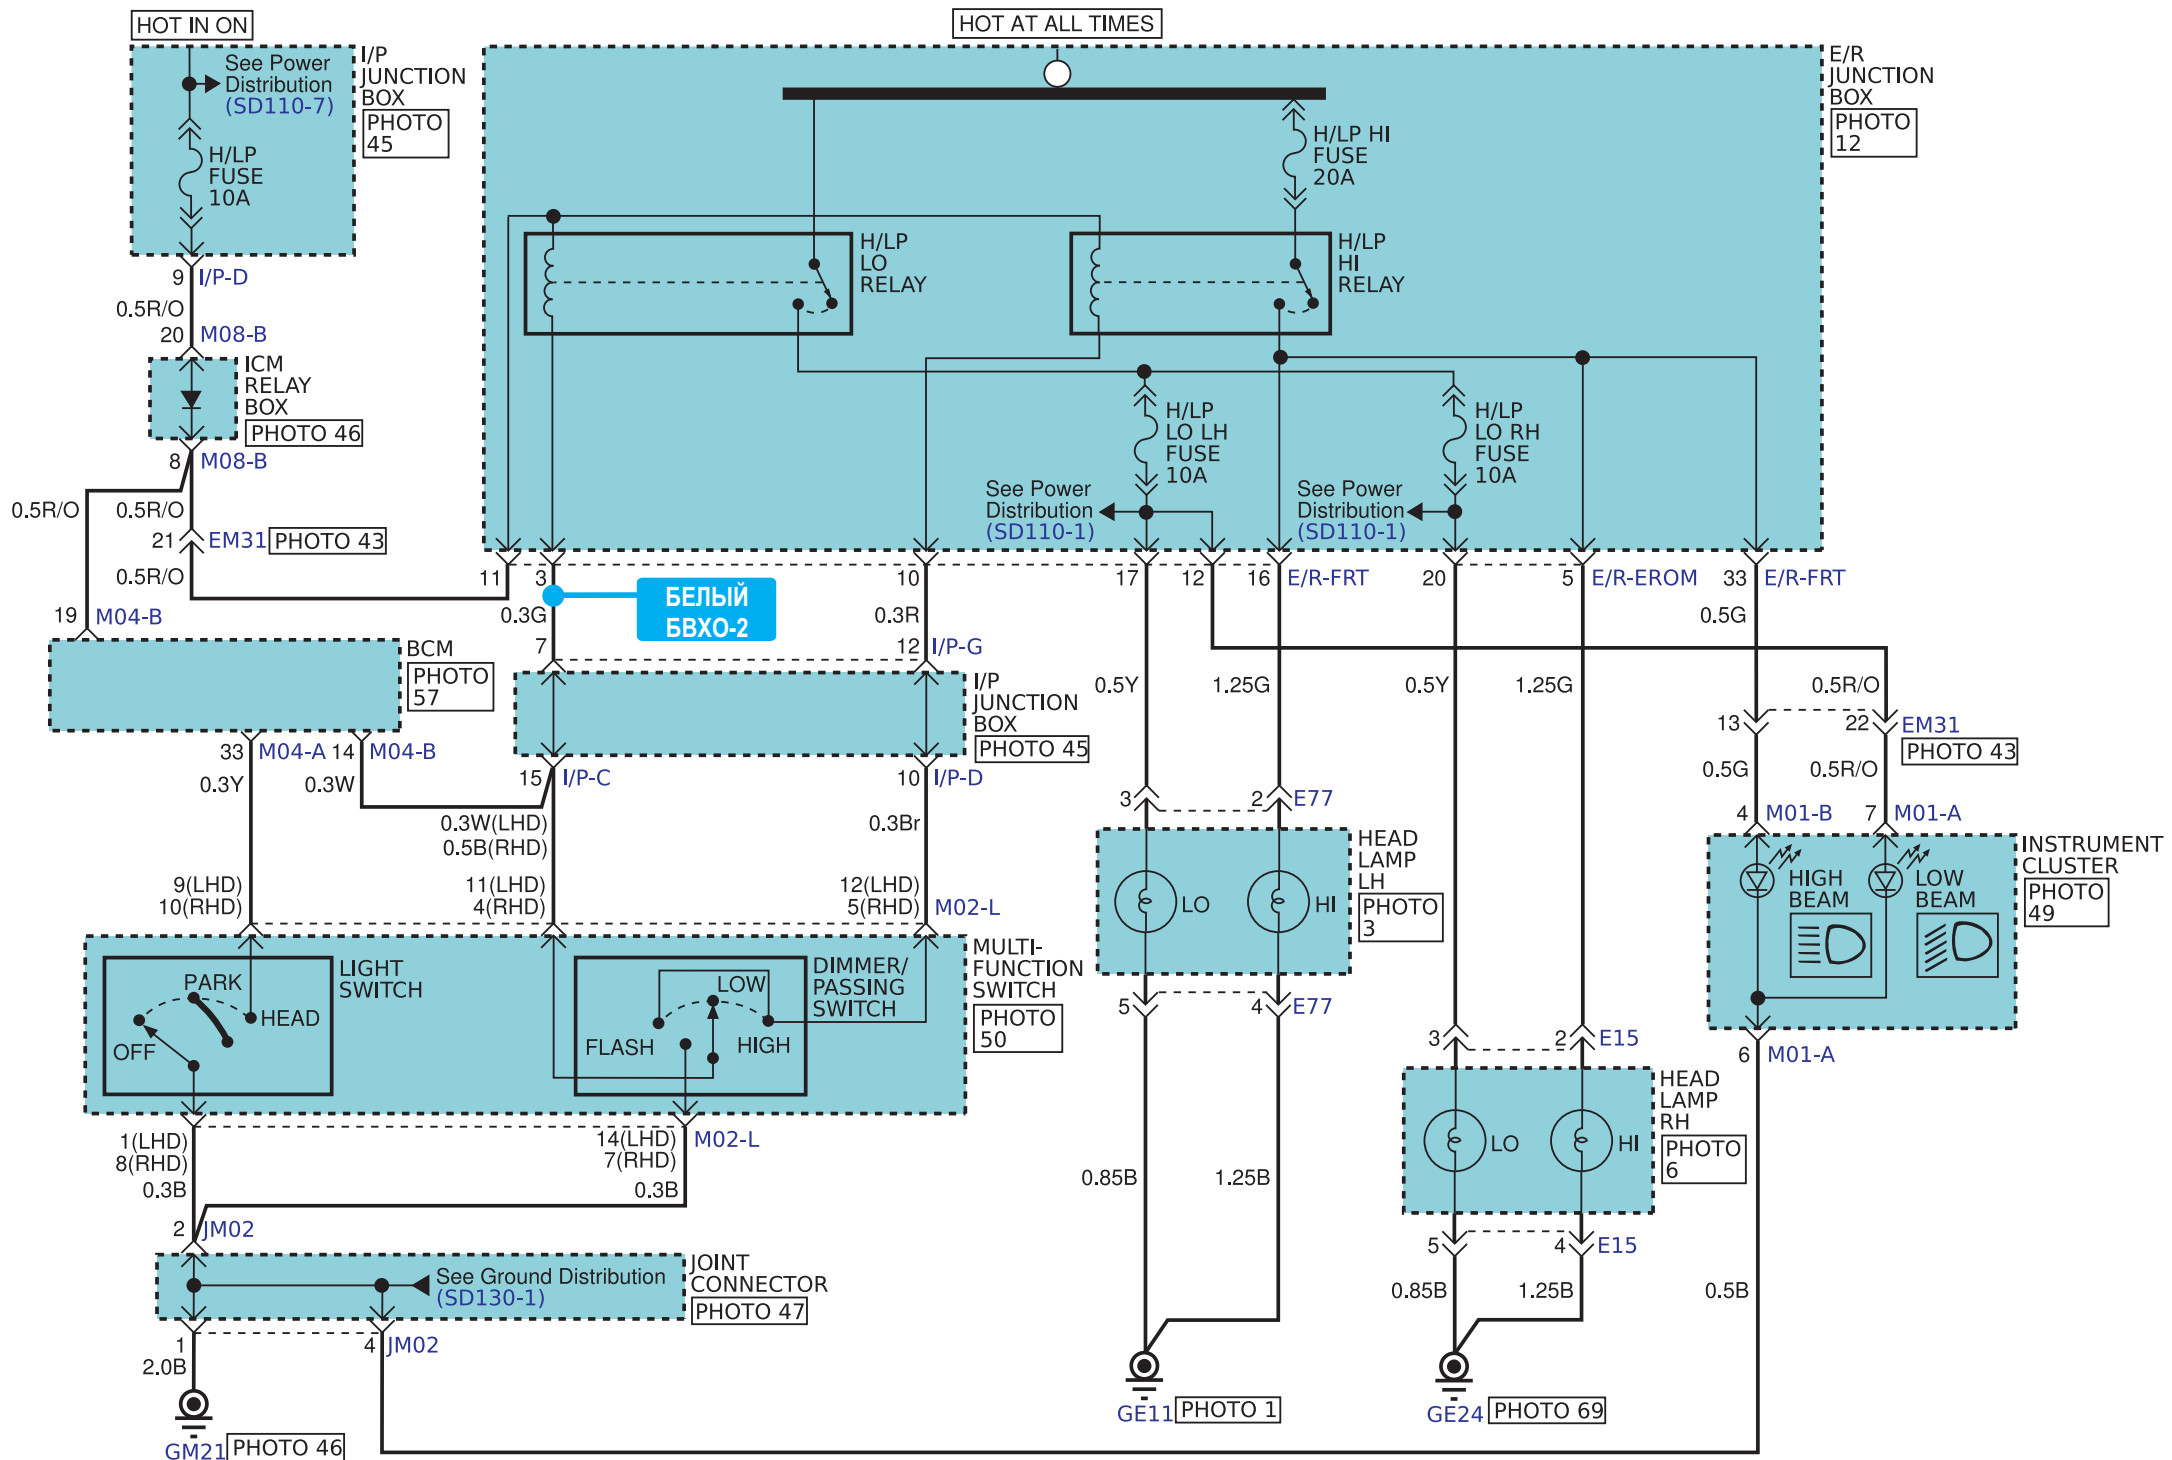 HOT IN ON
HOT AT ALL TIMES
See Power
Distribution
(SD110-7)
I/P
JUNCTION
BOX
PHOTO
45
H/LP
FUSE
10A
E/R
JUNCTION
BOX
PHOTO
12
H/LP HI
FUSE
20A
H/LP
LO
RELAY
H/LP
HI
RELAY
9 I/P-D
0.5R/O
20 M08-B
ICM
RELAY
BOX
PHOTO 46
8 M08-B
0.5R/O
0.5R/O
21 EM31 PHOTO 43
0.5R/O
19 M04-B
H/LP
LO LH
FUSE
10A
H/LP
LO RH
FUSE
10A
See Power
Distribution
(SD110-1)
See Power
Distribution
(SD110-1)
11 3 10 17 12 16 E/R-FRT 20 5 E/R-EROM 33 E/R-FRT
БЕЛЫЙ
БВХО-2
0.3G 0.3R 0.5G
7 12 I/P-G
BCM
PHOTO
57
I/P
JUNCTION
BOX
PHOTO 45
0.5Y 1.25G 0.5Y 1.25G 0.5R/O
13 22 EM31
PHOTO 43
33 M04-A 14 M04-B
0.3Y 0.3W
15 I/P-C 10 I/P-D
0.5G 0.5R/O
0.3W(LHD)
0.5B(RHD)
0.3Br
3 2 E77
4 M01-B 7 M01-A
9(LHD)
10(RHD)
11(LHD)
4(RHD)
12(LHD)
5(RHD)
M02-L
HEAD
LAMP
LH
PHOTO
3
LO HI
INSTRUMENT
CLUSTER
PHOTO
49
HIGH
BEAM
LOW
BEAM
LIGHT
SWITCH
PARK
HEAD
OFF
DIMMER/
PASSING
SWITCH
LOW
FLASH
HIGH
MULTI-
FUNCTION
SWITCH
PHOTO
50
5 4 E77
3 2 E15
6 M01-A
HEAD
LAMP
RH
PHOTO
6
LO HI
1(LHD)
8(RHD)
0.3B
14(LHD)
7(RHD)
M02-L
0.3B
0.85B 1.25B
2 JM02
5 4 E15
JOINT
CONNECTOR
PHOTO 47
See Ground Distribution
(SD130-1)
0.85B 1.25B 0.5B
1 4 JM02
2.0B
GM21 PHOTO 46
GE11 PHOTO 1
GE24 PHOTO 69